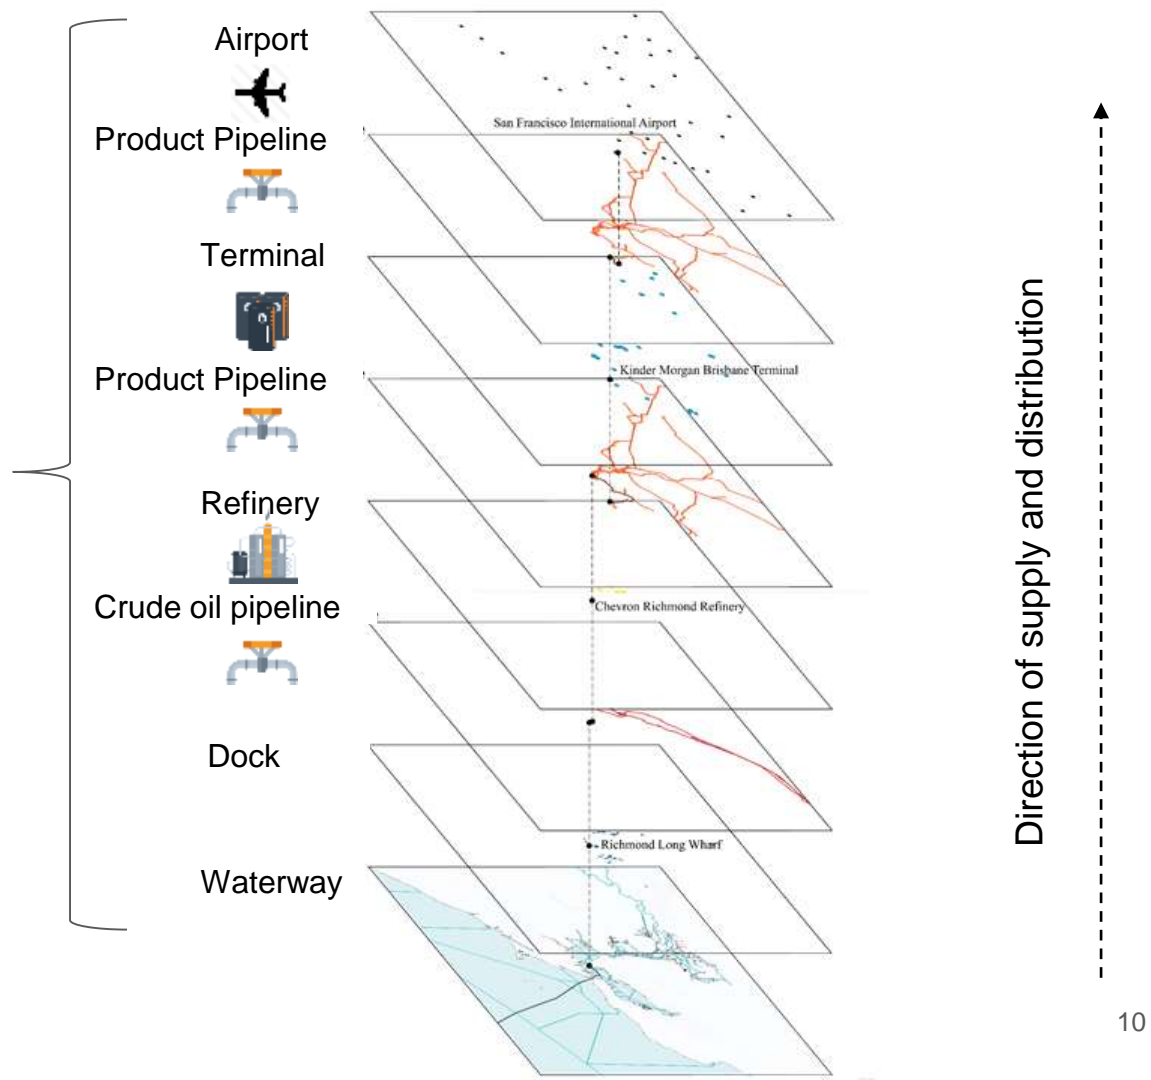 Airport
San Francisco International Airport
Product Pipeline
Terminal
Kinder Morgan Brisbane Terminal
Product Pipeline
Refinery
Chevron Richmond Refinery
Crude oil pipeline
Dock
Richmond Long Wharf
Waterway
Direction of supply and distribution
10